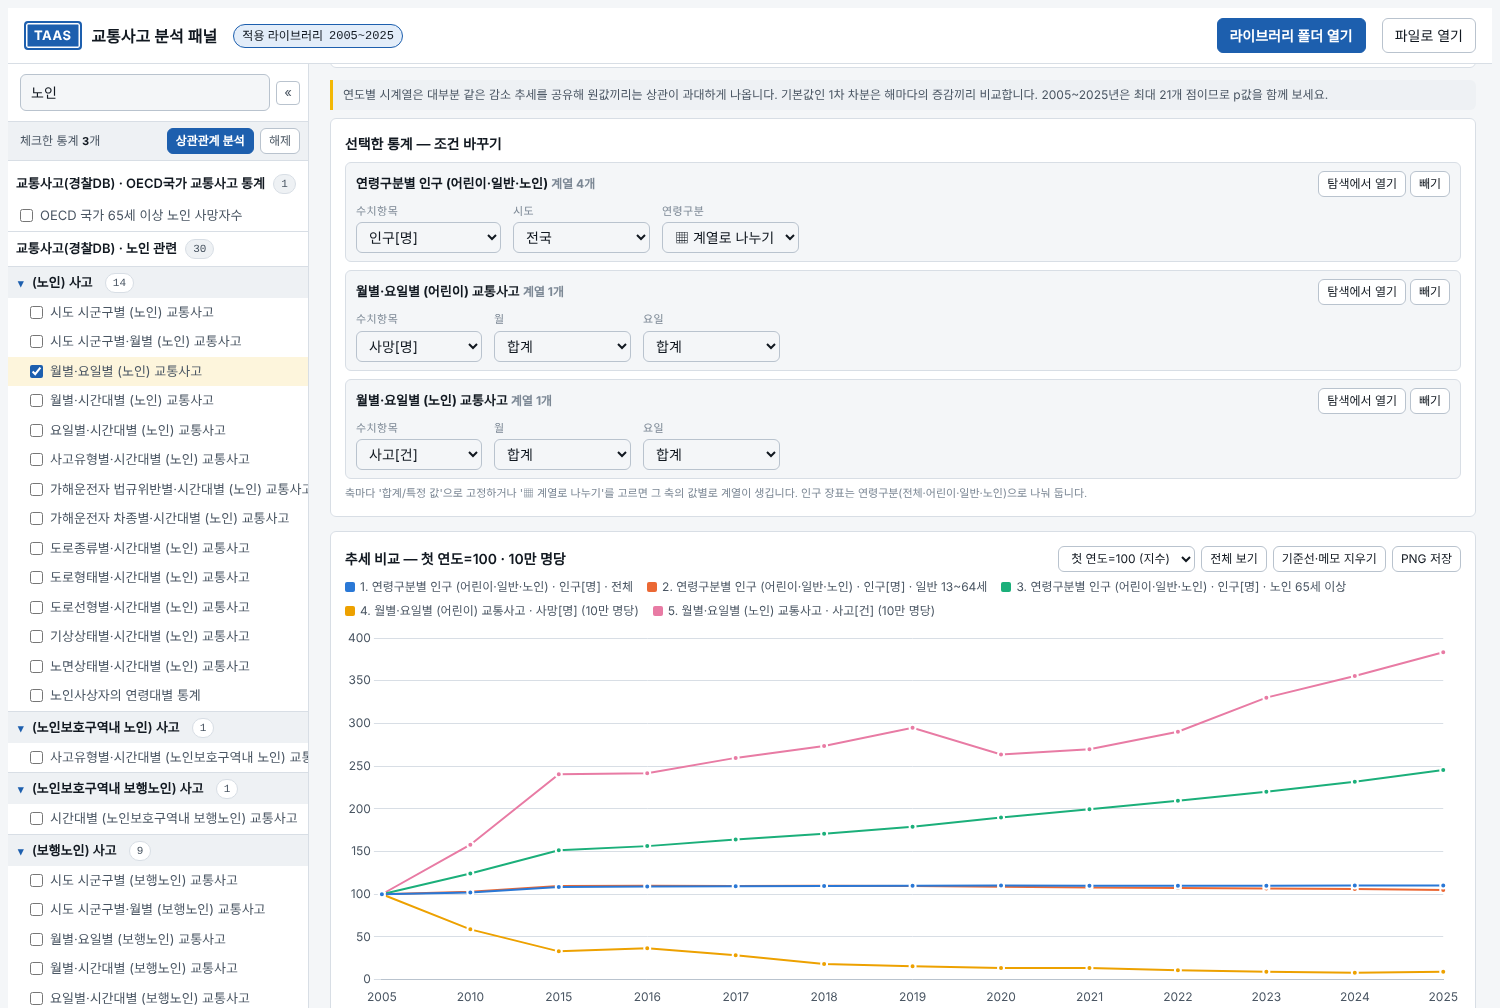 TAAS 교통사고 분석 패널 적용 라이브러리 2005~2025 라이브러리 폴더 열기 파일로 열기
노인 «
체크한 통계 3개 상관관계 분석 해제
교통사고(경찰DB) · OECD국가 교통사고 통계 1
OECD 국가 65세 이상 노인 사망자수
교통사고(경찰DB) · 노인 관련 30
▼ (노인) 사고 14
시도 시군구별 (노인) 교통사고
시도 시군구별·월별 (노인) 교통사고
월별·요일별 (노인) 교통사고
월별·시간대별 (노인) 교통사고
요일별·시간대별 (노인) 교통사고
사고유형별·시간대별 (노인) 교통사고
가해운전자 법규위반별·시간대별 (노인) 교통사고
가해운전자 차종별·시간대별 (노인) 교통사고
도로종류별·시간대별 (노인) 교통사고
도로형태별·시간대별 (노인) 교통사고
도로선형별·시간대별 (노인) 교통사고
기상상태별·시간대별 (노인) 교통사고
노면상태별·시간대별 (노인) 교통사고
노인사상자의 연령대별 통계
▼ (노인보호구역내 노인) 사고 1
사고유형별·시간대별 (노인보호구역내 노인) 교통
▼ (노인보호구역내 보행노인) 사고 1
시간대별 (노인보호구역내 보행노인) 교통사고
▼ (보행노인) 사고 9
시도 시군구별 (보행노인) 교통사고
시도 시군구별·월별 (보행노인) 교통사고
월별·요일별 (보행노인) 교통사고
월별·시간대별 (보행노인) 교통사고
요일별·시간대별 (보행노인) 교통사고
연도별 시계열은 대부분 같은 감소 추세를 공유해 원값끼리는 상관이 과대하게 나옵니다. 기본값인 1차 차분은 해마다의 증감끼리 비교합니다. 2005~2025년은 최대 21개 점이므로 p값을 함께 보세요.
선택한 통계 — 조건 바꾸기
연령구분별 인구 (어린이·일반·노인) 계열 4개 탐색에서 열기 빼기
수치항목 시도 연령구분
인구[명] 전국 ▦ 계열로 나누기
월별·요일별 (어린이) 교통사고 계열 1개 탐색에서 열기 빼기
수치항목 월 요일
사망[명] 합계 합계
월별·요일별 (노인) 교통사고 계열 1개 탐색에서 열기 빼기
수치항목 월 요일
사고[건] 합계 합계
축마다 '합계/특정 값'으로 고정하거나 '▦ 계열로 나누기'를 고르면 그 축의 값별로 계열이 생깁니다. 인구 장표는 연령구분(전체·어린이·일반·노인)으로 나눠 둡니다.
추세 비교 — 첫 연도=100 · 10만 명당 첫 연도=100 (지수) 전체 보기 기준선·메모 지우기 PNG 저장
1. 연령구분별 인구 (어린이·일반·노인) · 인구[명] · 전체 2. 연령구분별 인구 (어린이·일반·노인) · 인구[명] · 일반 13~64세 3. 연령구분별 인구 (어린이·일반·노인) · 인구[명] · 노인 65세 이상
4. 월별·요일별 (어린이) 교통사고 · 사망[명] (10만 명당) 5. 월별·요일별 (노인) 교통사고 · 사고[건] (10만 명당)
400
350
300
250
200
150
100
50
0
2005 2010 2015 2016 2017 2018 2019 2020 2021 2022 2023 2024 2025